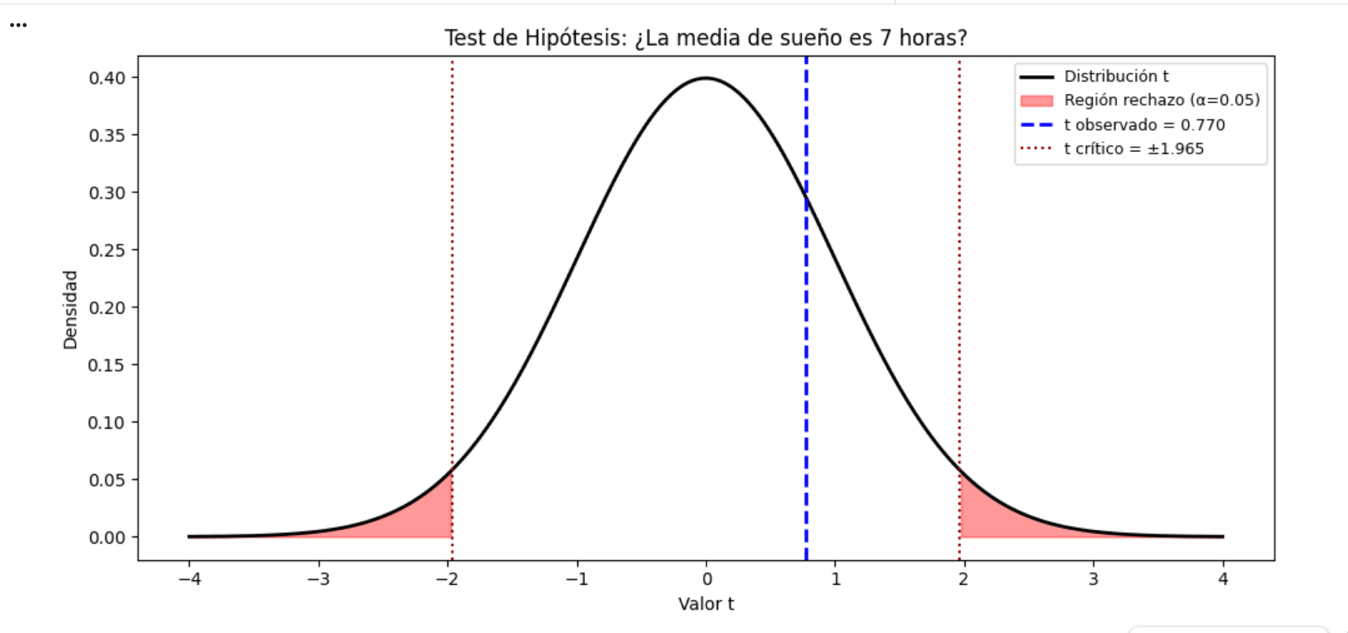 ...
Test de Hipótesis: ¿La media de sueño es 7 horas?
Distribución t
Región rechazo (α=0.05)
t observado = 0.770
t crítico = ±1.965
Densidad
0.40
0.35
0.30
0.25
0.20
0.15
0.10
0.05
0.00
−4 −3 −2 −1 0 1 2 3 4
Valor t